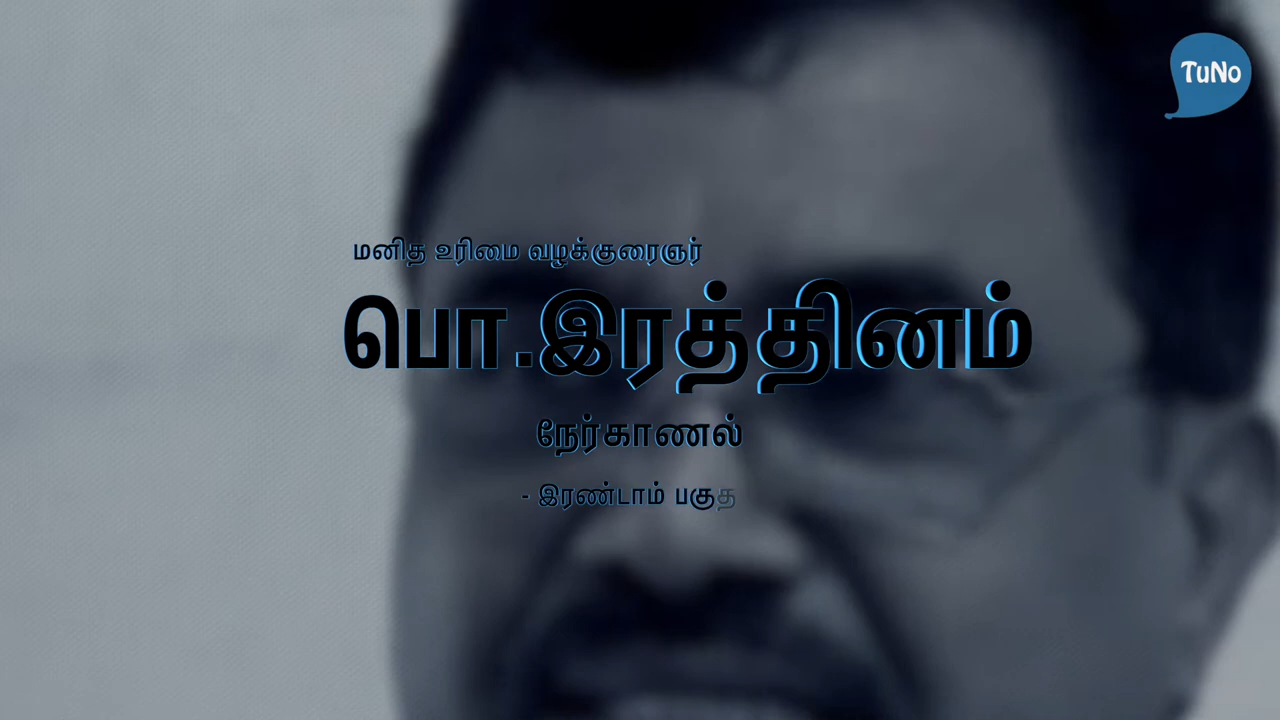 TuNo
மனித உரிமை வழக்குரைஞர்
பொ.இரத்தினம்
நேர்காணல்
- இரண்டாம் பகுத